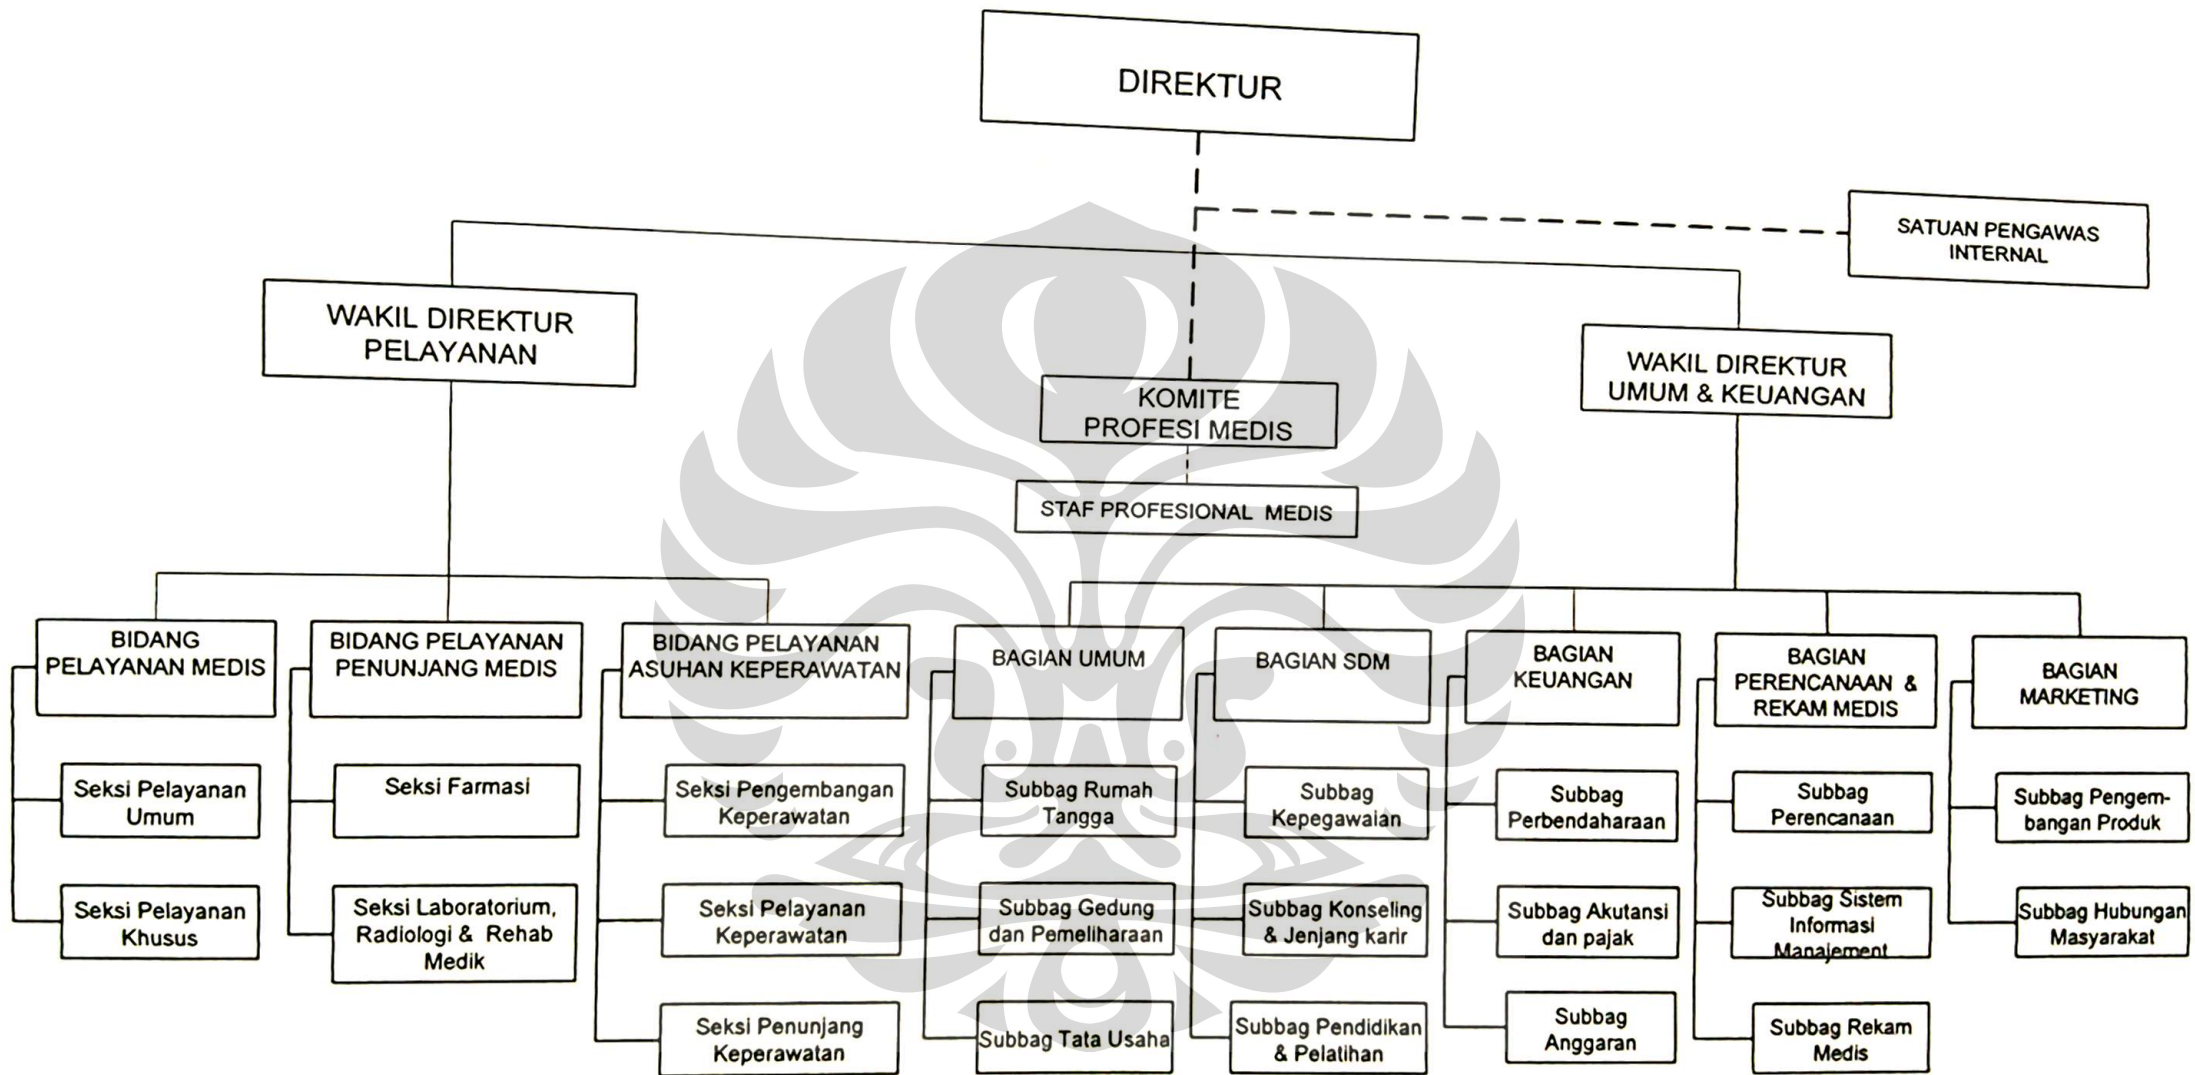 DIREKTUR
SATUAN PENGAWAS
INTERNAL
WAKIL DIREKTUR
PELAYANAN
WAKIL DIREKTUR
UMUM & KEUANGAN
KOMITE
PROFESI MEDIS
STAF PROFESIONAL MEDIS
BIDANG
PELAYANAN MEDIS
Seksi Pelayanan
Umum
Seksi Pelayanan
Khusus
BIDANG PELAYANAN
PENUNJANG MEDIS
Seksi Farmasi
Seksi Laboratorium,
Radiologi & Rehab
Medik
BIDANG PELAYANAN
ASUHAN KEPERAWATAN
Seksi Pengembangan
Keperawatan
Seksi Pelayanan
Keperawatan
Seksi Penunjang
Keperawatan
BAGIAN UMUM
Subbag Rumah
Tangga
Subbag Gedung
dan Pemeliharaan
Subbag Tata Usaha
BAGIAN SDM
Subbag
Kepegawaian
Subbag Konseling
& Jenjang karir
Subbag Pendidikan
& Pelatihan
BAGIAN
KEUANGAN
Subbag
Perbendaharaan
Subbag Akutansi
dan pajak
Subbag
Anggaran
BAGIAN
PERENCANAAN &
REKAM MEDIS
Subbag
Perencanaan
Subbag Sistem
Informasi
Manajement
Subbag Rekam
Medis
BAGIAN
MARKETING
Subbag Pengem-
bangan Produk
Subbag Hubungan
Masyarakat